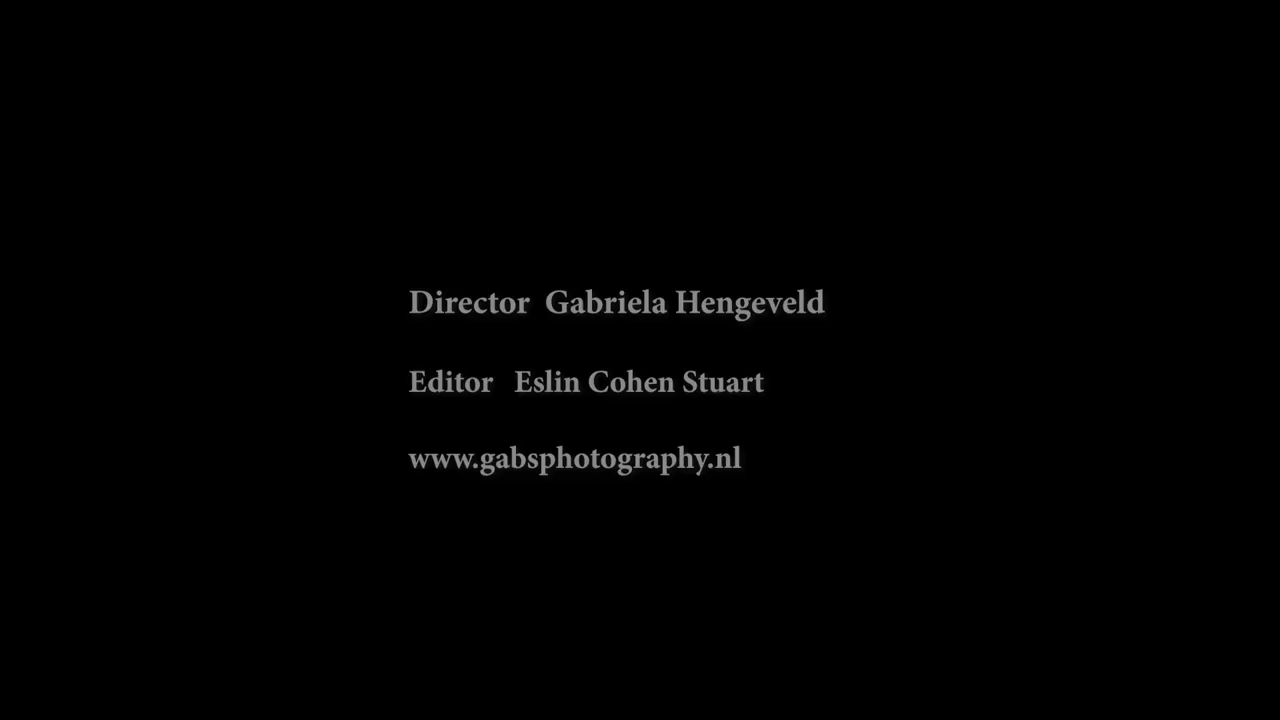 Director Gabriela Hengeveld
Editor Eslin Cohen Stuart
www.gabsphotography.nl